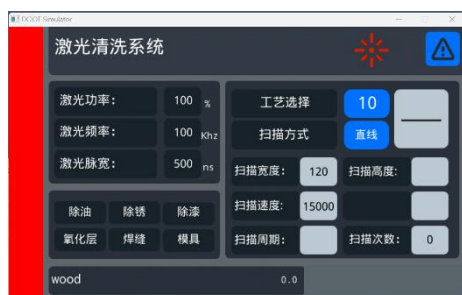 DGUT Simulator
激光清洗系统
激光功率: 100 %
激光频率: 100 Khz
激光脉宽: 500 ns
除油 除锈 除漆
氧化层 焊缝 模具
工艺选择 10
扫描方式 直线
扫描宽度: 120 扫描高度:
扫描速度: 15000
扫描周期: 扫描次数: 0
wood 0.0